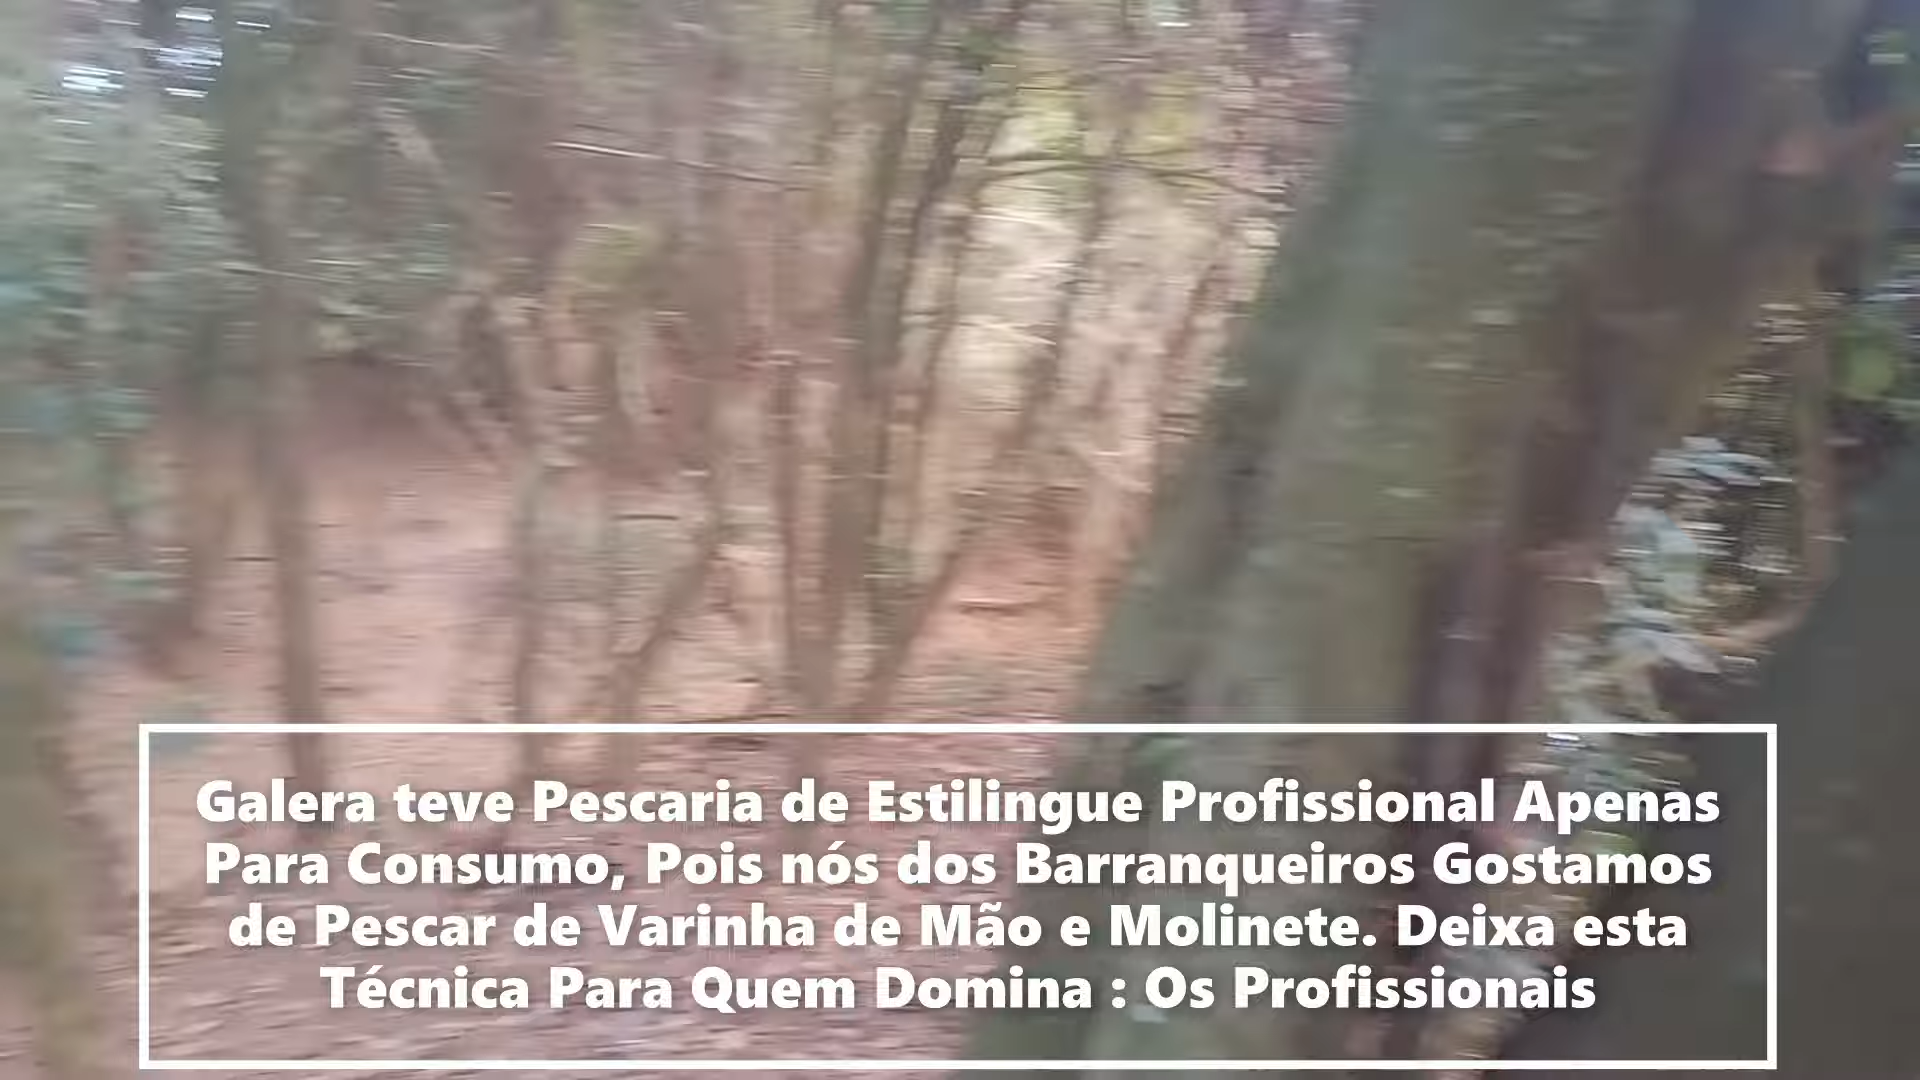 Galera teve Pescaria de Estilingue Profissional Apenas
Para Consumo, Pois nós dos Barranqueiros Gostamos
de Pescar de Varinha de Mão e Molinete. Deixa esta
Técnica Para Quem Domina : Os Profissionais